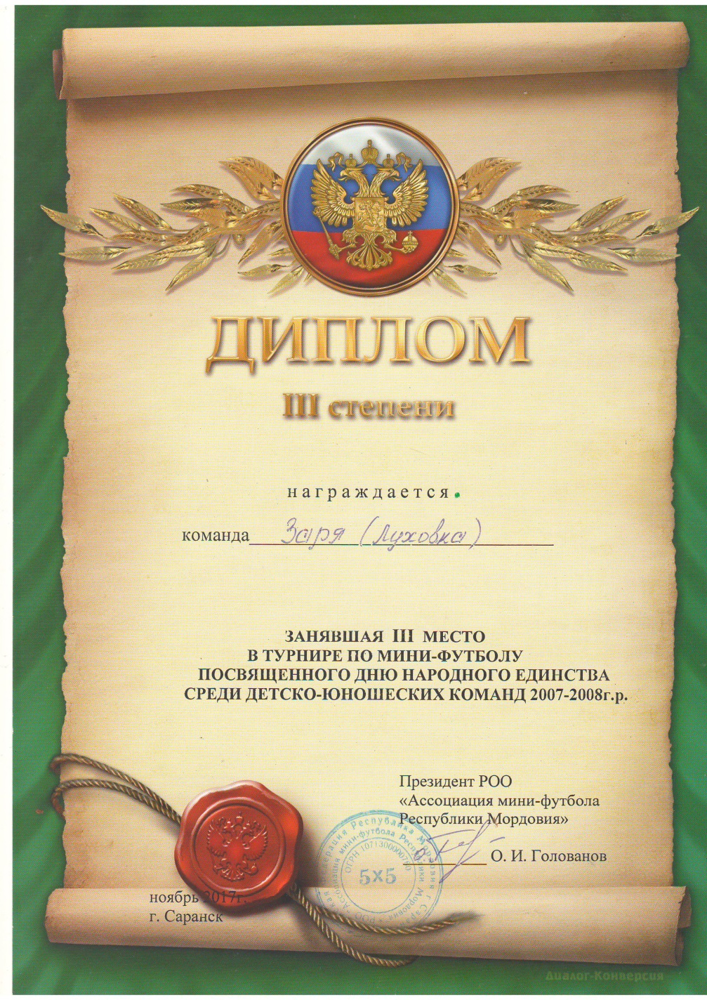 ДИПЛОМ
III степени
награждается
команда Заря (Луховка)
ЗАНЯВШАЯ III МЕСТО
В ТУРНИРЕ ПО МИНИ-ФУТБОЛУ
ПОСВЯЩЕННОГО ДНЮ НАРОДНОГО ЕДИНСТВА
СРЕДИ ДЕТСКО-ЮНОШЕСКИХ КОМАНД 2007-2008г.р.
Президент РОО
«Ассоциация мини-футбола
Республики Мордовия»
О. И. Голованов
5х5
ноябрь 2017г.
г. Саранск
Диалог-Конверсия